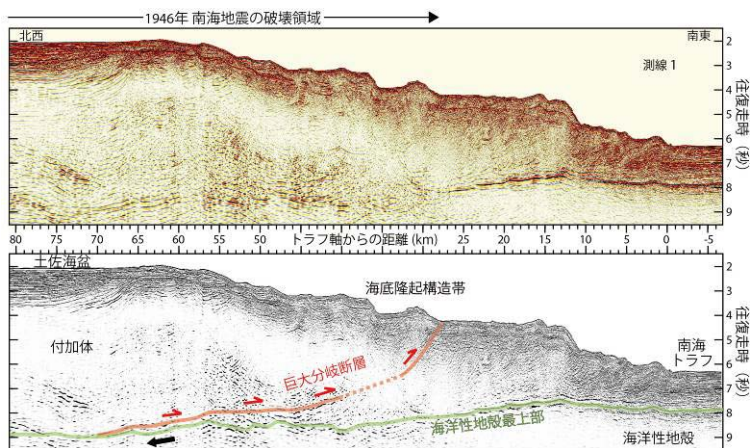 1946年 南海地震の破壊領域
北西
南東
測線 1
2
3
4
5
6
7
8
9
往復走時 (秒)
80 75 70 65 60 55 50 45 トラフ軸からの距離 (km) 25 20 15 10 5 0 -5
土佐海盆
海底隆起構造帯
付加体
巨大分岐断層
南海
トラフ
海洋性地殻最上部
海洋性地殻
2
3
4
5
6
7
8
9
往復走時 (秒)